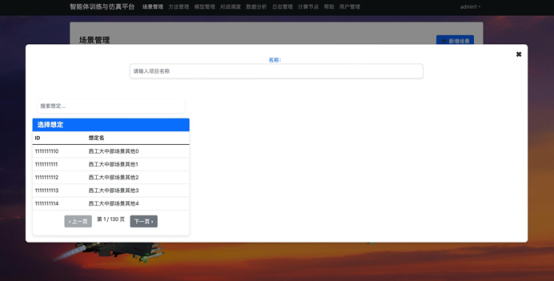 智能体训练与仿真平台 场景管理 方法管理 模型管理 对战调度 数据分析 日志管理 计算节点 帮助 用户管理 admin1
场景管理
新增场景
名称:
请输入项目名称
搜索想定...
选择想定
ID 想定名
1111111110 西工大中部场景其他0
1111111111 西工大中部场景其他1
1111111112 西工大中部场景其他2
1111111113 西工大中部场景其他3
1111111114 西工大中部场景其他4
‹ 上一页 第 1 / 130 页 下一页 ›